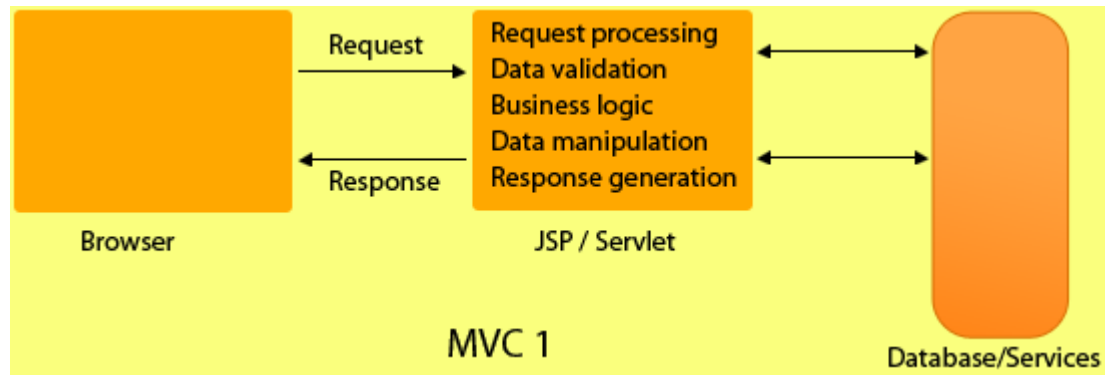 Request
Response
Browser
Request processing
Data validation
Business logic
Data manipulation
Response generation
JSP / Servlet
Database/Services
MVC 1